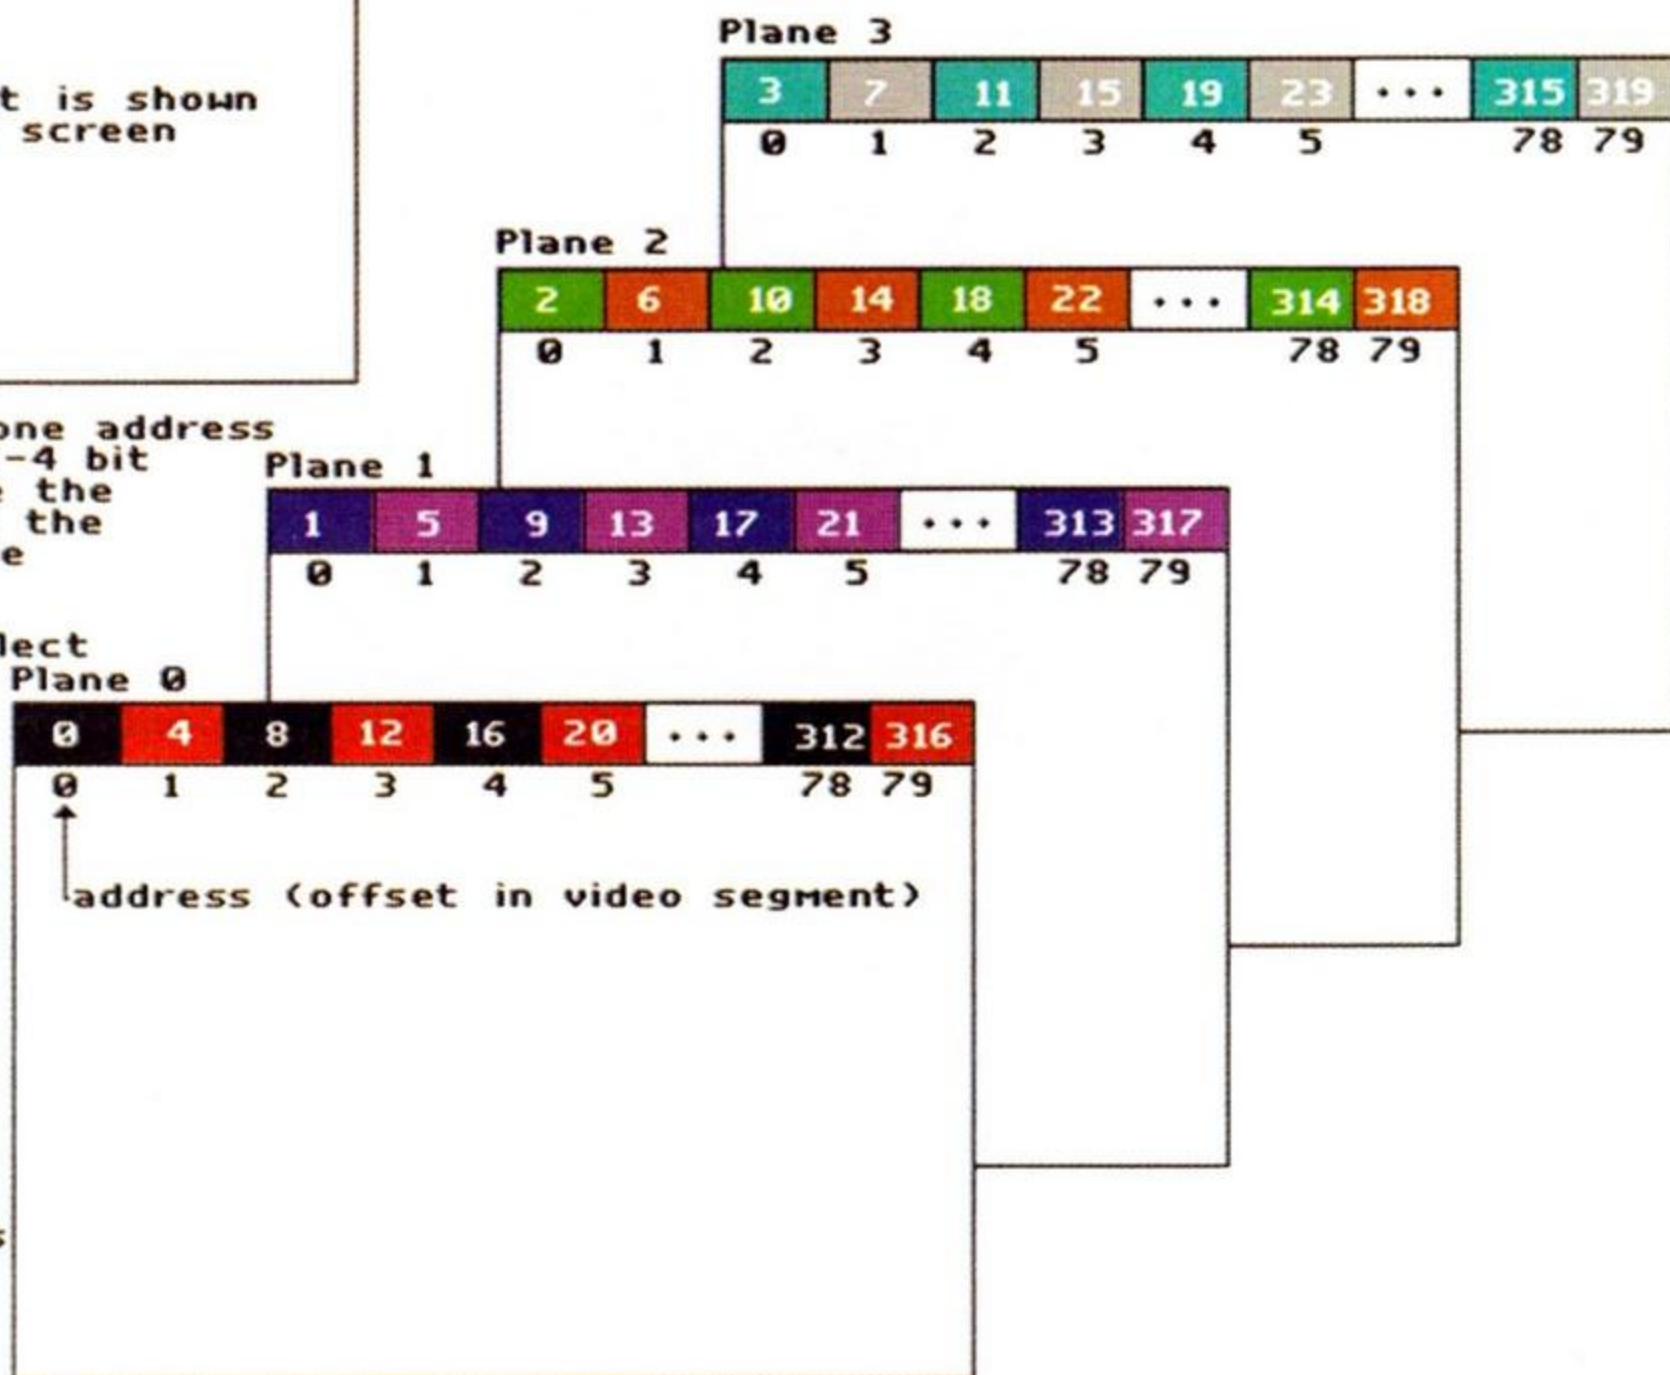 Plane 3
3 7 11 15 19 23 ... 315 319
0 1 2 3 4 5 78 79
t is shown
screen
Plane 2
2 6 10 14 18 22 ... 314 318
0 1 2 3 4 5 78 79
one address
-4 bit
the
the
e
Plane 1
1 5 9 13 17 21 ... 313 317
0 1 2 3 4 5 78 79
lect
Plane 0
0 4 8 12 16 20 ... 312 316
0 1 2 3 4 5 78 79
address (offset in video segment)
s